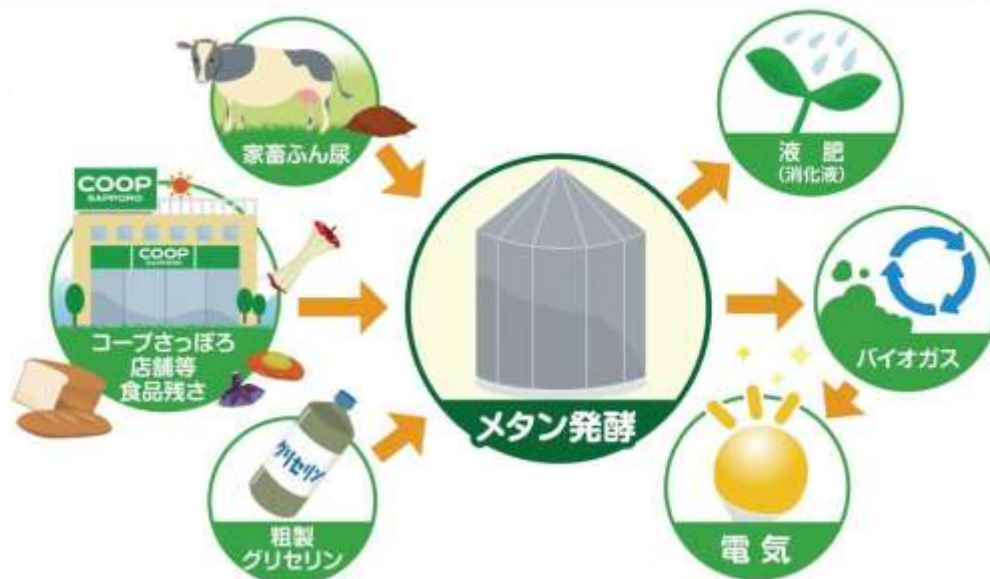 家畜ふん尿
COOP
SAPPORO
COOP
SAPPORO
コープさっぽろ
店舗等
食品残さ
グリセリン
粗製
グリセリン
メタン発酵
液 肥
(消化液)
バイオガス
電 気